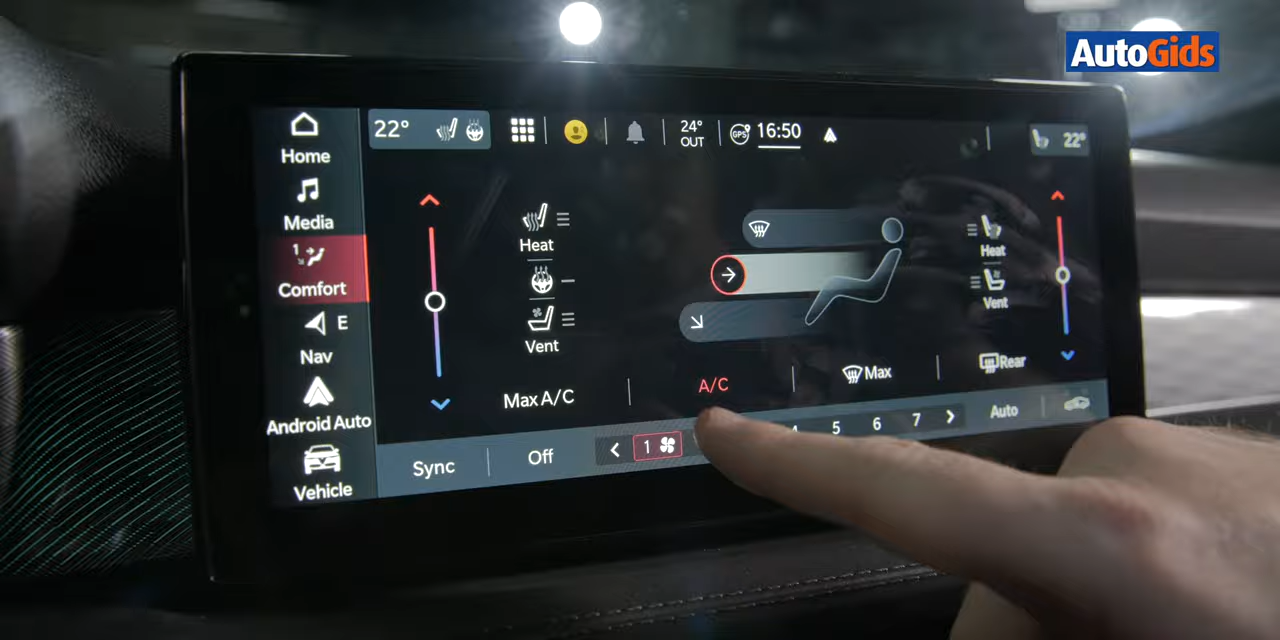 AutoGids
Home
Media
1
Comfort
E
Nav
Android Auto
Vehicle
22°
24°
OUT
GPS
16:50
22°
Heat
Vent
Heat
Vent
Max A/C
A/C
Max
Rear
Sync
Off
< 1
4 5 6 7 >
Auto